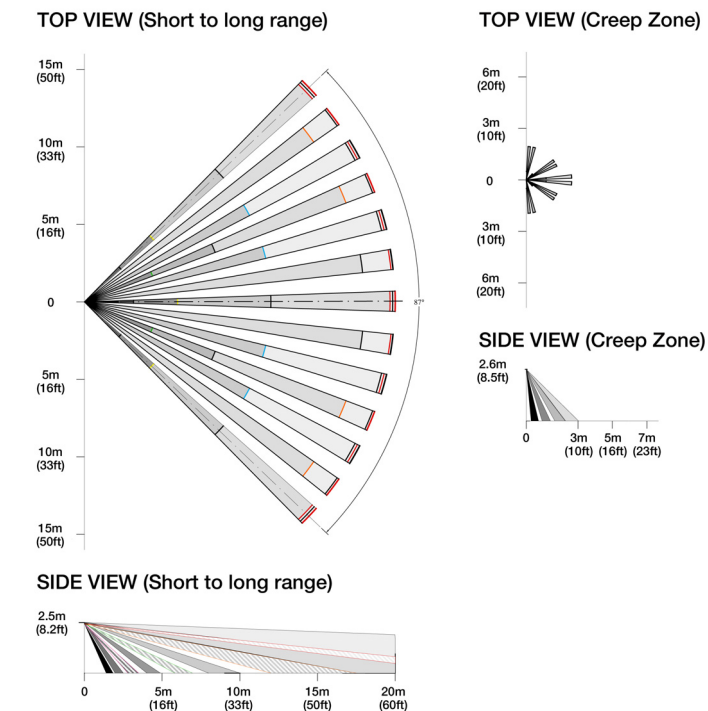 TOP VIEW (Short to long range)
15m
(50ft)
10m
(33ft)
5m
(16ft)
0
5m
(16ft)
10m
(33ft)
15m
(50ft)
87°
TOP VIEW (Creep Zone)
6m
(20ft)
3m
(10ft)
0
3m
(10ft)
6m
(20ft)
SIDE VIEW (Creep Zone)
2.6m
(8.5ft)
0 3m 5m 7m
(10ft) (16ft) (23ft)
SIDE VIEW (Short to long range)
2.5m
(8.2ft)
0 5m 10m 15m 20m
(16ft) (33ft) (50ft) (60ft)